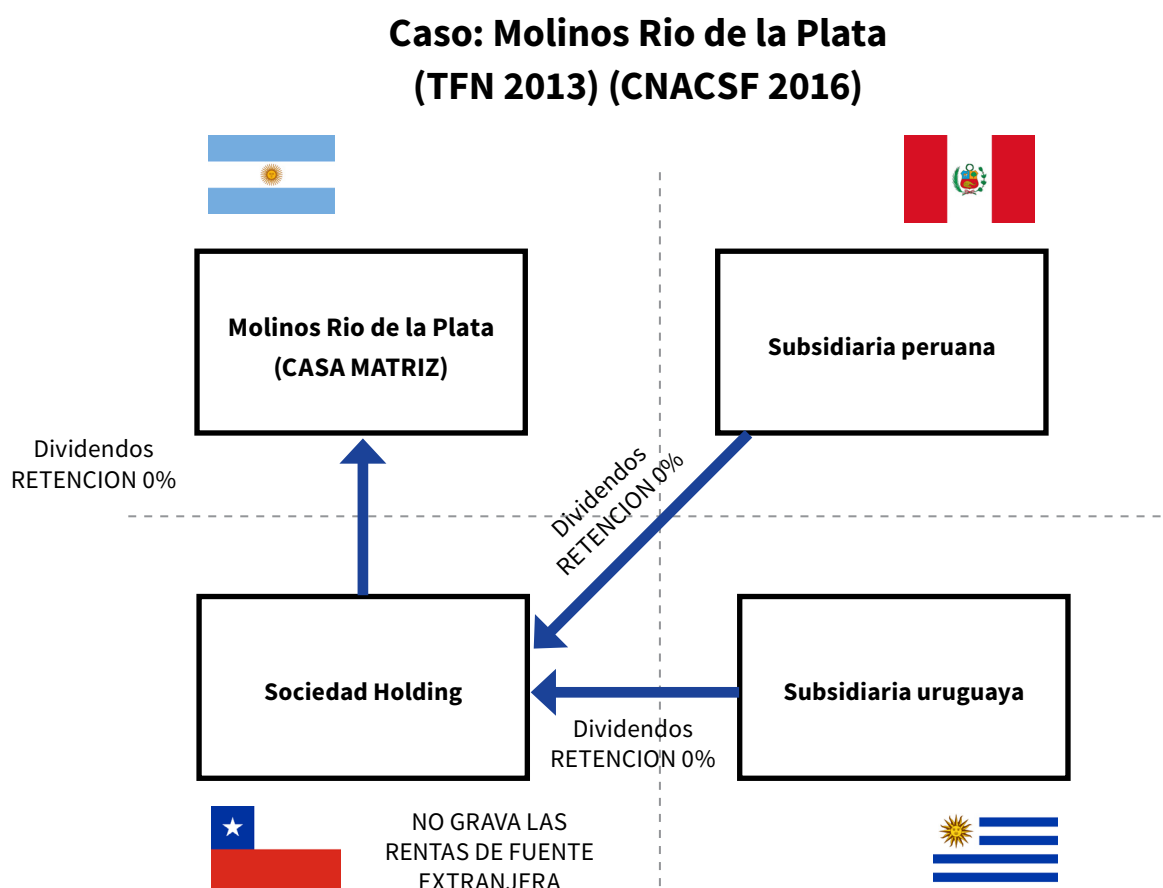 Caso: Molinos Rio de la Plata
(TFN 2013) (CNACSF 2016)
Molinos Rio de la Plata
(CASA MATRIZ)
Subsidiaria peruana
Dividendos
RETENCION 0%
Dividendos
RETENCION 0%
Sociedad Holding
Subsidiaria uruguaya
Dividendos
RETENCION 0%
NO GRAVA LAS
RENTAS DE FUENTE
EXTRANJERA